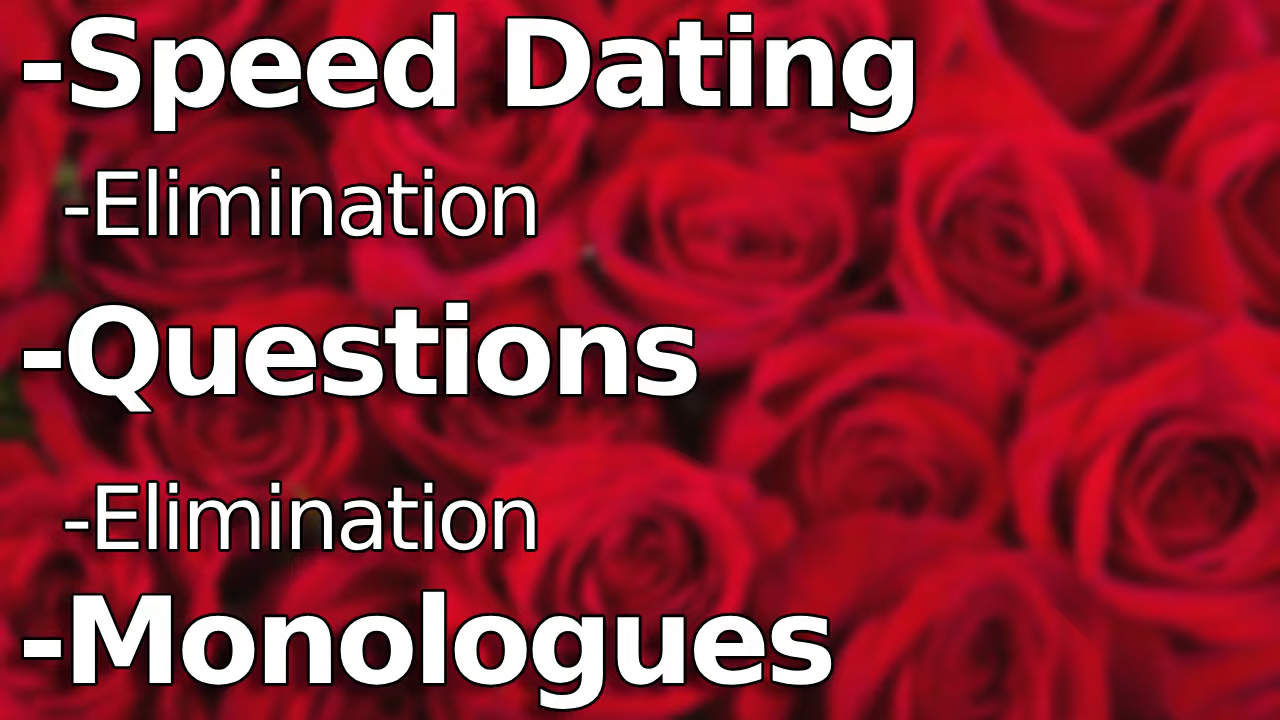 -Speed Dating
-Elimination
-Questions
-Elimination
-Monologues